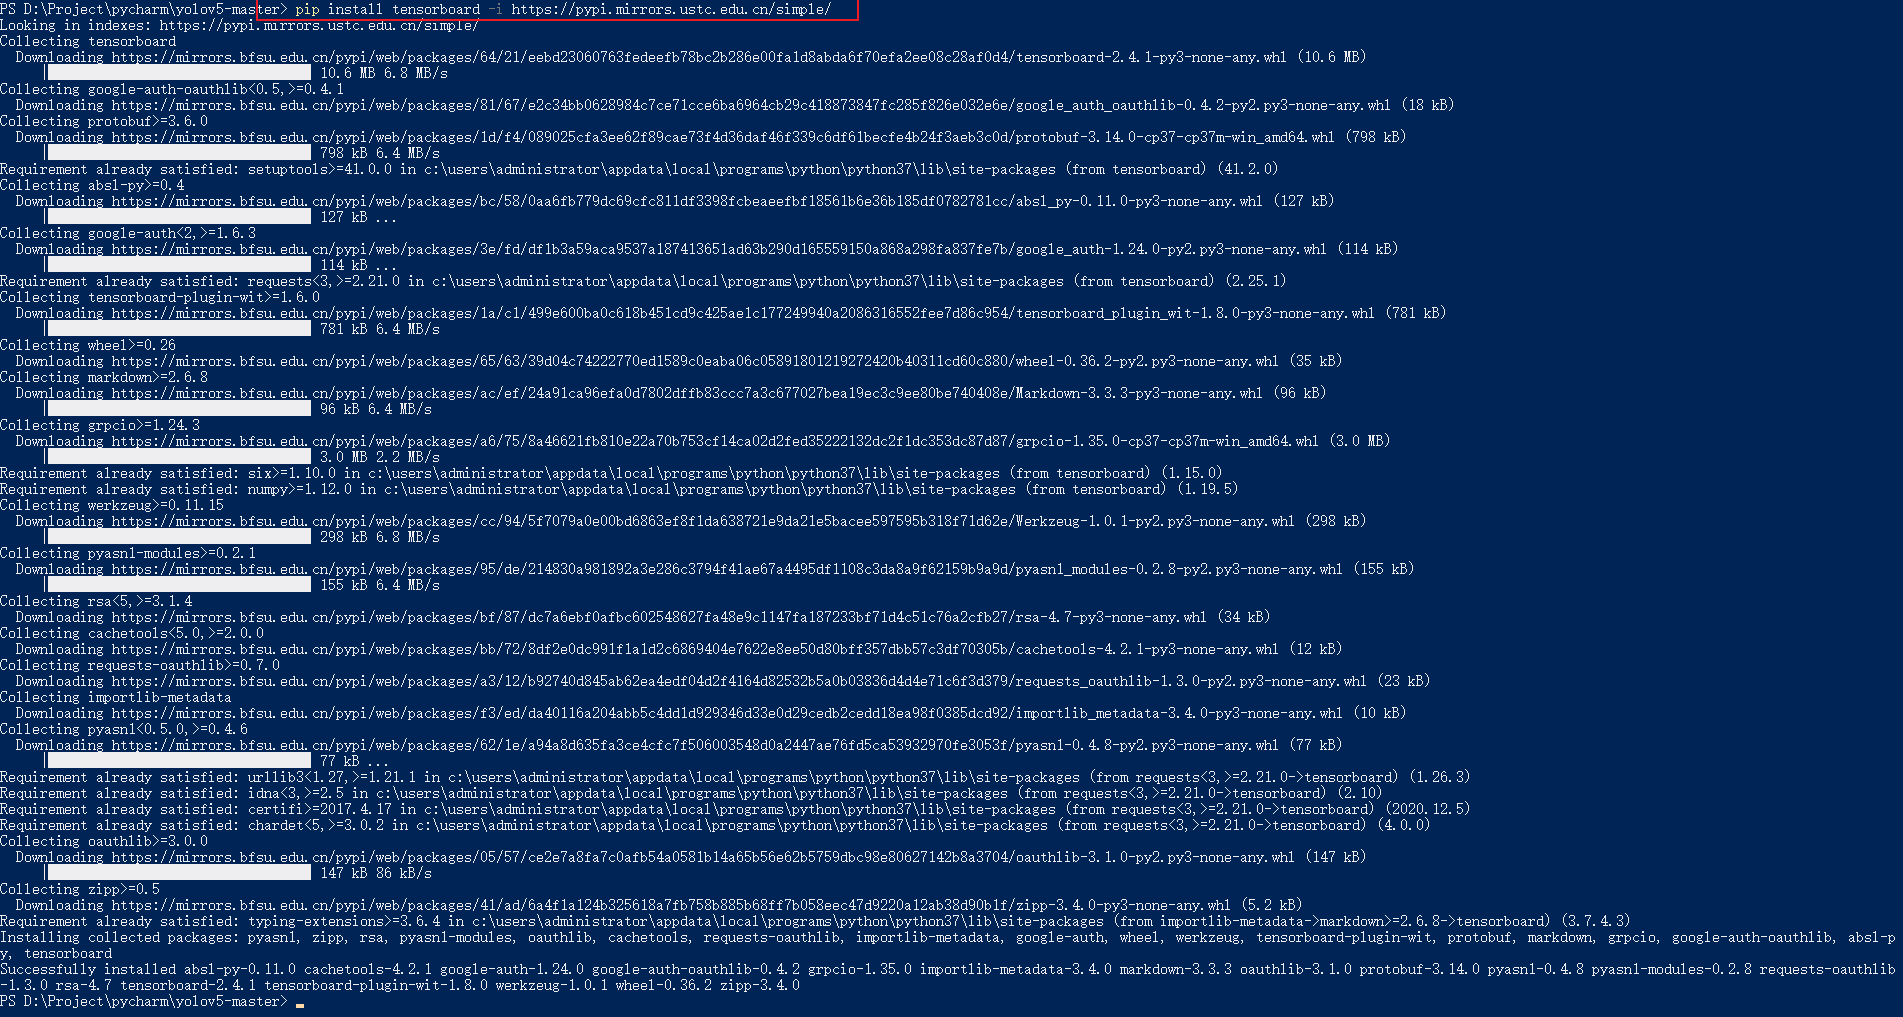 PS D:\Project\pycharm\yolov5-master> pip install tensorboard -i https://pypi.mirrors.ustc.edu.cn/simple/
Looking in indexes: https://pypi.mirrors.ustc.edu.cn/simple/
Collecting tensorboard
  Downloading https://mirrors.bfsu.edu.cn/pypi/web/packages/64/21/eebd23060763fedeefb78bc2b286e00fa1d8abda6f70efa2ee08c28af0d4/tensorboard-2.4.1-py3-none-any.whl (10.6 MB)
     | 10.6 MB 6.8 MB/s
Collecting google-auth-oauthlib<0.5,>=0.4.1
  Downloading https://mirrors.bfsu.edu.cn/pypi/web/packages/81/67/e2c34bb0628984c7ce71cce6ba6964cb29c418873847fc285f826e032e6e/google_auth_oauthlib-0.4.2-py2.py3-none-any.whl (18 kB)
Collecting protobuf>=3.6.0
  Downloading https://mirrors.bfsu.edu.cn/pypi/web/packages/1d/f4/089025cfa3ee62f89cae73f4d36daf46f339c6df61becfe4b24f3aeb3c0d/protobuf-3.14.0-cp37-cp37m-win_amd64.whl (798 kB)
     | 798 kB 6.4 MB/s
Requirement already satisfied: setuptools>=41.0.0 in c:\users\administrator\appdata\local\programs\python\python37\lib\site-packages (from tensorboard) (41.2.0)
Collecting absl-py>=0.4
  Downloading https://mirrors.bfsu.edu.cn/pypi/web/packages/bc/58/0aa6fb779dc69cfc811df3398fcbeaeefbf18561b6e36b185df0782781cc/absl_py-0.11.0-py3-none-any.whl (127 kB)
     | 127 kB ...
Collecting google-auth<2,>=1.6.3
  Downloading https://mirrors.bfsu.edu.cn/pypi/web/packages/3e/fd/df1b3a59aca9537a187413651ad63b290d165559150a868a298fa837fe7b/google_auth-1.24.0-py2.py3-none-any.whl (114 kB)
     | 114 kB ...
Requirement already satisfied: requests<3,>=2.21.0 in c:\users\administrator\appdata\local\programs\python\python37\lib\site-packages (from tensorboard) (2.25.1)
Collecting tensorboard-plugin-wit>=1.6.0
  Downloading https://mirrors.bfsu.edu.cn/pypi/web/packages/1a/c1/499e600ba0c618b451cd9c425ae1c177249940a2086316552fee7d86c954/tensorboard_plugin_wit-1.8.0-py3-none-any.whl (781 kB)
     | 781 kB 6.4 MB/s
Collecting wheel>=0.26
  Downloading https://mirrors.bfsu.edu.cn/pypi/web/packages/65/63/39d04c74222770ed1589c0eaba06c05891801219272420b40311cd60c880/wheel-0.36.2-py2.py3-none-any.whl (35 kB)
Collecting markdown>=2.6.8
  Downloading https://mirrors.bfsu.edu.cn/pypi/web/packages/ac/ef/24a91ca96efa0d7802dffb83ccc7a3c677027bea19ec3c9ee80be740408e/Markdown-3.3.3-py3-none-any.whl (96 kB)
     | 96 kB 6.4 MB/s
Collecting grpcio>=1.24.3
  Downloading https://mirrors.bfsu.edu.cn/pypi/web/packages/a6/75/8a46621fb810e22a70b753cf14ca02d2fed35222132dc2f1dc353dc87d87/grpcio-1.35.0-cp37-cp37m-win_amd64.whl (3.0 MB)
     | 3.0 MB 2.2 MB/s
Requirement already satisfied: six>=1.10.0 in c:\users\administrator\appdata\local\programs\python\python37\lib\site-packages (from tensorboard) (1.15.0)
Requirement already satisfied: numpy>=1.12.0 in c:\users\administrator\appdata\local\programs\python\python37\lib\site-packages (from tensorboard) (1.19.5)
Collecting werkzeug>=0.11.15
  Downloading https://mirrors.bfsu.edu.cn/pypi/web/packages/cc/94/5f7079a0e00bd6863ef8f1da638721e9da21e5bacee597595b318f71d62e/Werkzeug-1.0.1-py2.py3-none-any.whl (298 kB)
     | 298 kB 6.8 MB/s
Collecting pyasn1-modules>=0.2.1
  Downloading https://mirrors.bfsu.edu.cn/pypi/web/packages/95/de/214830a981892a3e286c3794f41ae67a4495df1108c3da8a9f62159b9a9d/pyasn1_modules-0.2.8-py2.py3-none-any.whl (155 kB)
     | 155 kB 6.4 MB/s
Collecting rsa<5,>=3.1.4
  Downloading https://mirrors.bfsu.edu.cn/pypi/web/packages/bf/87/dc7a6ebf0afbc602548627fa48e9c1147fa187233bf71d4c51c76a2cfb27/rsa-4.7-py3-none-any.whl (34 kB)
Collecting cachetools<5.0,>=2.0.0
  Downloading https://mirrors.bfsu.edu.cn/pypi/web/packages/bb/72/8df2e0dc991f1a1d2c6869404e7622e8ee50d80bff357dbb57c3df70305b/cachetools-4.2.1-py3-none-any.whl (12 kB)
Collecting requests-oauthlib>=0.7.0
  Downloading https://mirrors.bfsu.edu.cn/pypi/web/packages/a3/12/b92740d845ab62ea4edf04d2f4164d82532b5a0b03836d4d4e71c6f3d379/requests_oauthlib-1.3.0-py2.py3-none-any.whl (23 kB)
Collecting importlib-metadata
  Downloading https://mirrors.bfsu.edu.cn/pypi/web/packages/f3/ed/da40116a204abb5c4dd1d929346d33e0d29cedb2cedd18ea98f0385dcd92/importlib_metadata-3.4.0-py3-none-any.whl (10 kB)
Collecting pyasn1<0.5.0,>=0.4.6
  Downloading https://mirrors.bfsu.edu.cn/pypi/web/packages/62/1e/a94a8d635fa3ce4cfc7f506003548d0a2447ae76fd5ca53932970fe3053f/pyasn1-0.4.8-py2.py3-none-any.whl (77 kB)
     | 77 kB ...
Requirement already satisfied: urllib3<1.27,>=1.21.1 in c:\users\administrator\appdata\local\programs\python\python37\lib\site-packages (from requests<3,>=2.21.0->tensorboard) (1.26.3)
Requirement already satisfied: idna<3,>=2.5 in c:\users\administrator\appdata\local\programs\python\python37\lib\site-packages (from requests<3,>=2.21.0->tensorboard) (2.10)
Requirement already satisfied: certifi>=2017.4.17 in c:\users\administrator\appdata\local\programs\python\python37\lib\site-packages (from requests<3,>=2.21.0->tensorboard) (2020.12.5)
Requirement already satisfied: chardet<5,>=3.0.2 in c:\users\administrator\appdata\local\programs\python\python37\lib\site-packages (from requests<3,>=2.21.0->tensorboard) (4.0.0)
Collecting oauthlib>=3.0.0
  Downloading https://mirrors.bfsu.edu.cn/pypi/web/packages/05/57/ce2e7a8fa7c0afb54a0581b14a65b56e62b5759dbc98e80627142b8a3704/oauthlib-3.1.0-py2.py3-none-any.whl (147 kB)
     | 147 kB 86 kB/s
Collecting zipp>=0.5
  Downloading https://mirrors.bfsu.edu.cn/pypi/web/packages/41/ad/6a4f1a124b325618a7fb758b885b68ff7b058eec47d9220a12ab38d90b1f/zipp-3.4.0-py3-none-any.whl (5.2 kB)
Requirement already satisfied: typing-extensions>=3.6.4 in c:\users\administrator\appdata\local\programs\python\python37\lib\site-packages (from importlib-metadata->markdown>=2.6.8->tensorboard) (3.7.4.3)
Installing collected packages: pyasn1, zipp, rsa, pyasn1-modules, oauthlib, cachetools, requests-oauthlib, importlib-metadata, google-auth, wheel, werkzeug, tensorboard-plugin-wit, protobuf, markdown, grpcio, google-auth-oauthlib, absl-p
y, tensorboard
Successfully installed absl-py-0.11.0 cachetools-4.2.1 google-auth-1.24.0 google-auth-oauthlib-0.4.2 grpcio-1.35.0 importlib-metadata-3.4.0 markdown-3.3.3 oauthlib-3.1.0 protobuf-3.14.0 pyasn1-0.4.8 pyasn1-modules-0.2.8 requests-oauthlib
-1.3.0 rsa-4.7 tensorboard-2.4.1 tensorboard-plugin-wit-1.8.0 werkzeug-1.0.1 wheel-0.36.2 zipp-3.4.0
PS D:\Project\pycharm\yolov5-master>